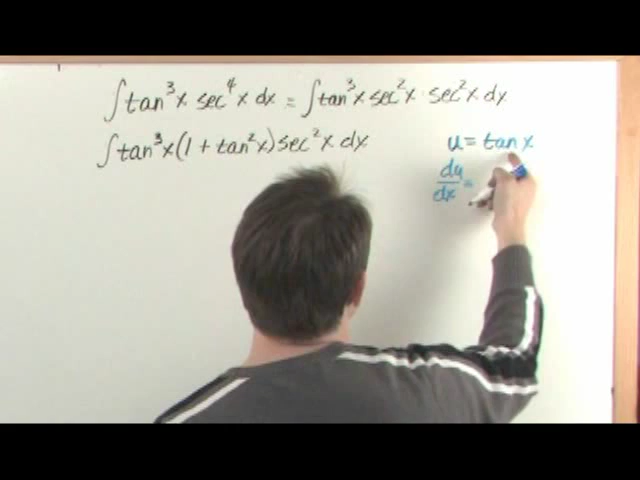 ∫tan³x sec⁴x dx = ∫tan³x sec²x · sec²x dx
∫tan³x(1 + tan²x)sec²x dx
u = tan x
du/dx =